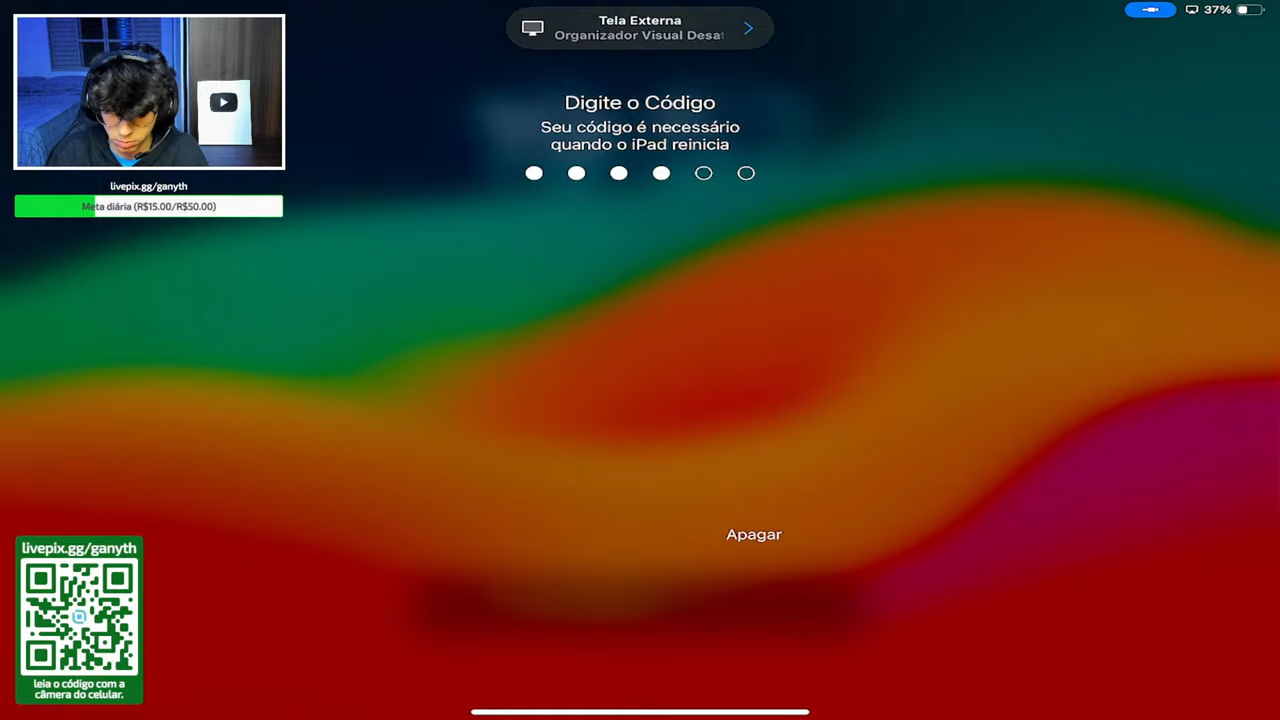 Tela Externa
Organizador Visual Desat
37%
Digite o Código
Seu código é necessário
quando o iPad reinicia
livepix.gg/ganyth
Meta diária (R$15.00/R$50.00)
Apagar
livepix.gg/ganyth
leia o código com a
câmera do celular.